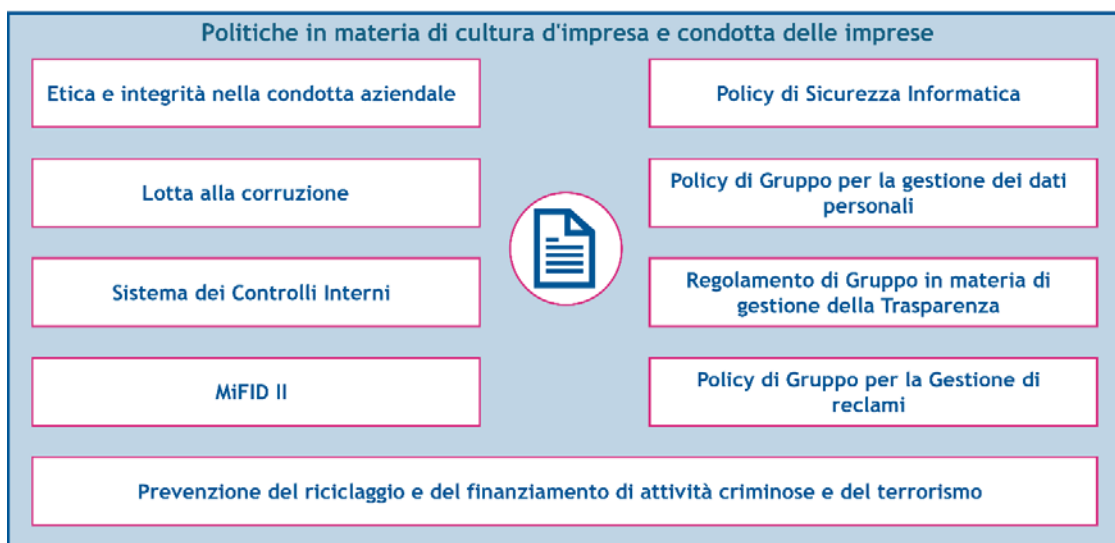 Politiche in materia di cultura d'impresa e condotta delle imprese
Etica e integrità nella condotta aziendale
Policy di Sicurezza Informatica
Lotta alla corruzione
Policy di Gruppo per la gestione dei dati
personali
Sistema dei Controlli Interni
Regolamento di Gruppo in materia di
gestione della Trasparenza
MiFID II
Policy di Gruppo per la Gestione di
reclami
Prevenzione del riciclaggio e del finanziamento di attività criminose e del terrorismo